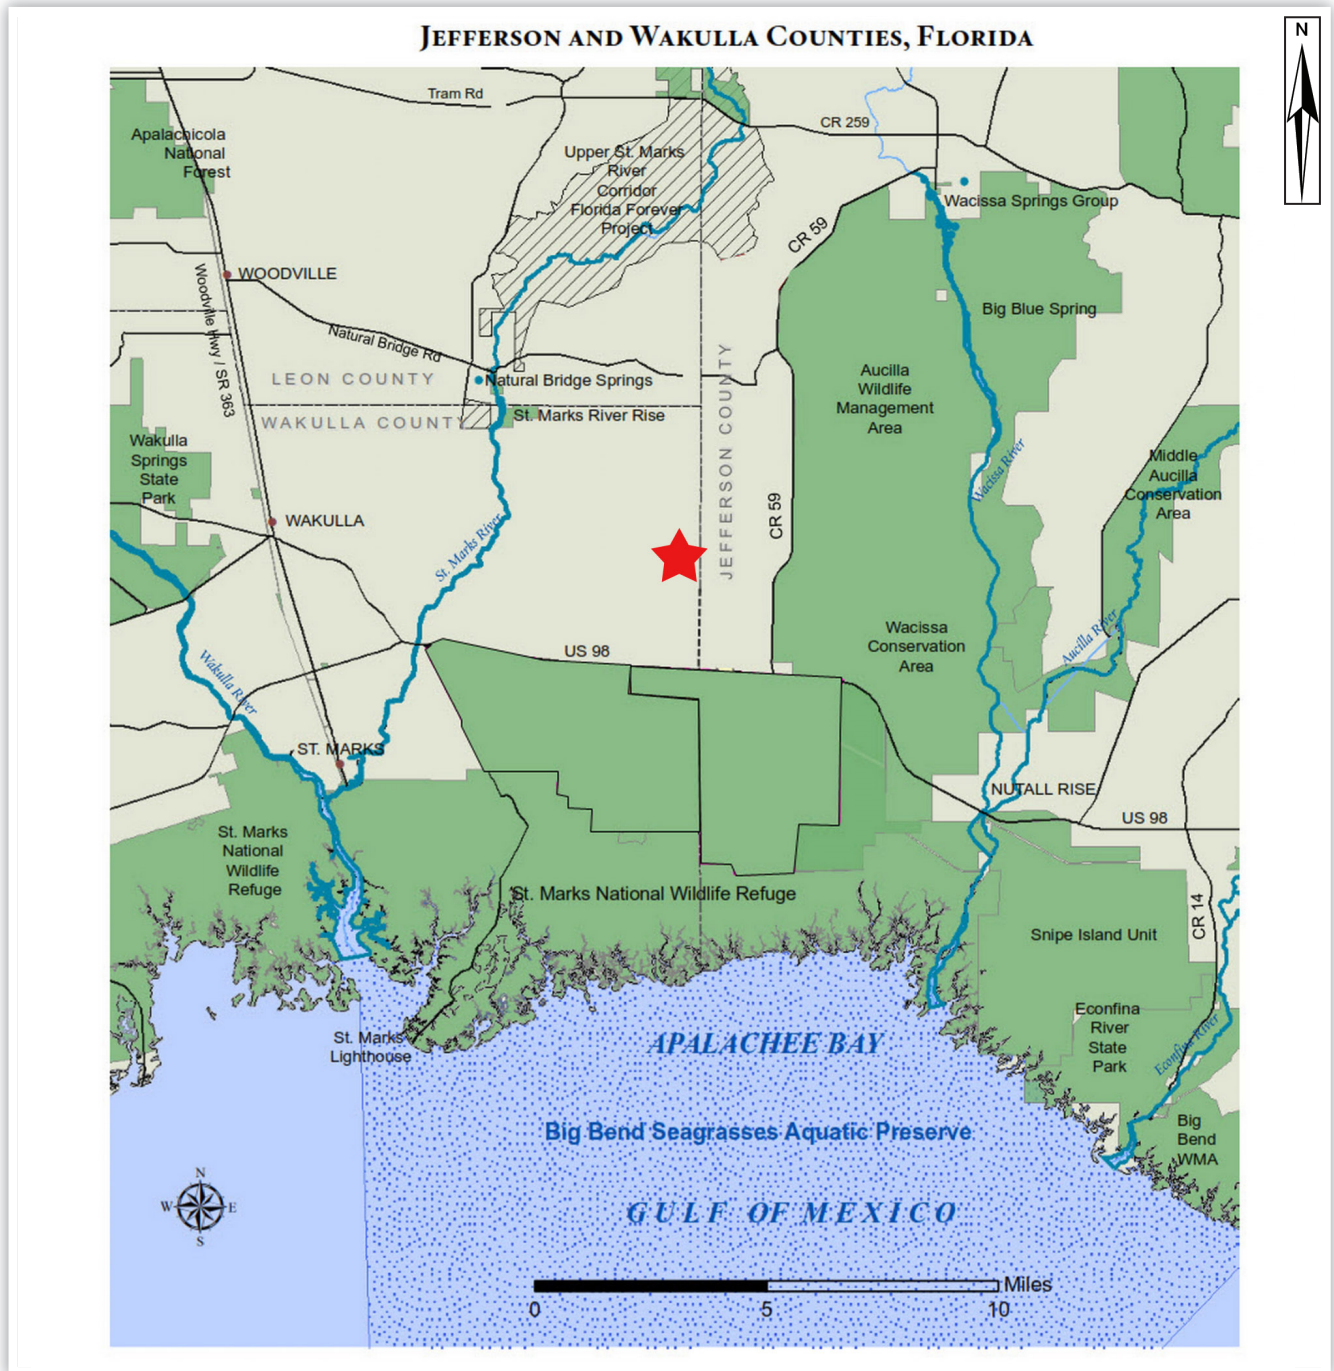 JEFFERSON AND WAKULLA COUNTIES, FLORIDA
N
Tram Rd
CR 259
Apalachicola
National
Forest
Upper St. Marks
River
Corridor
Florida Forever
Project
Wacissa Springs Group
CR 59
WOODVILLE
Woodville Hwy / SR 363
Big Blue Spring
Natural Bridge Rd
LEON COUNTY
Natural Bridge Springs
JEFFERSON COUNTY
Aucilla
Wildlife
Management
Area
WAKULLA COUNTY
St. Marks River Rise
Wakulla
Springs
State
Park
Wacissa River
Middle
Aucilla
Conservation
Area
WAKULLA
CR 59
St. Marks River
Wacissa
Conservation
Area
Aucilla River
US 98
Wakulla River
ST. MARKS
NUTALL RISE
US 98
St. Marks
National
Wildlife
Refuge
St. Marks National Wildlife Refuge
CR 14
Snipe Island Unit
Econfina
River
State
Park
Econfina River
St. Marks
Lighthouse
APALACHEE BAY
Big Bend Seagrasses Aquatic Preserve
Big
Bend
WMA
N
W E
S
GULF OF MEXICO
Miles
0 5 10